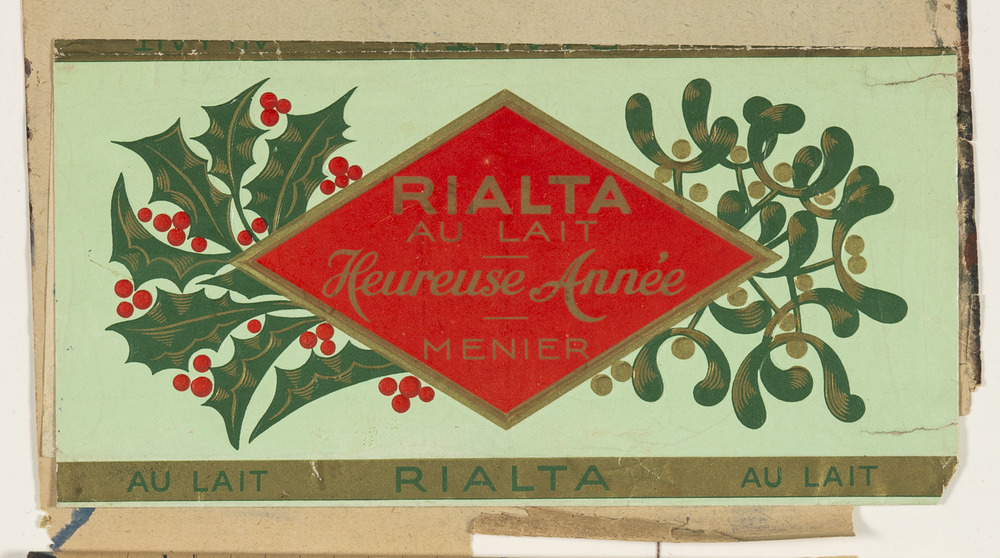 RIALTA
AU LAIT
Heureuse Année
MENIER
AU LAIT RIALTA AU LAIT